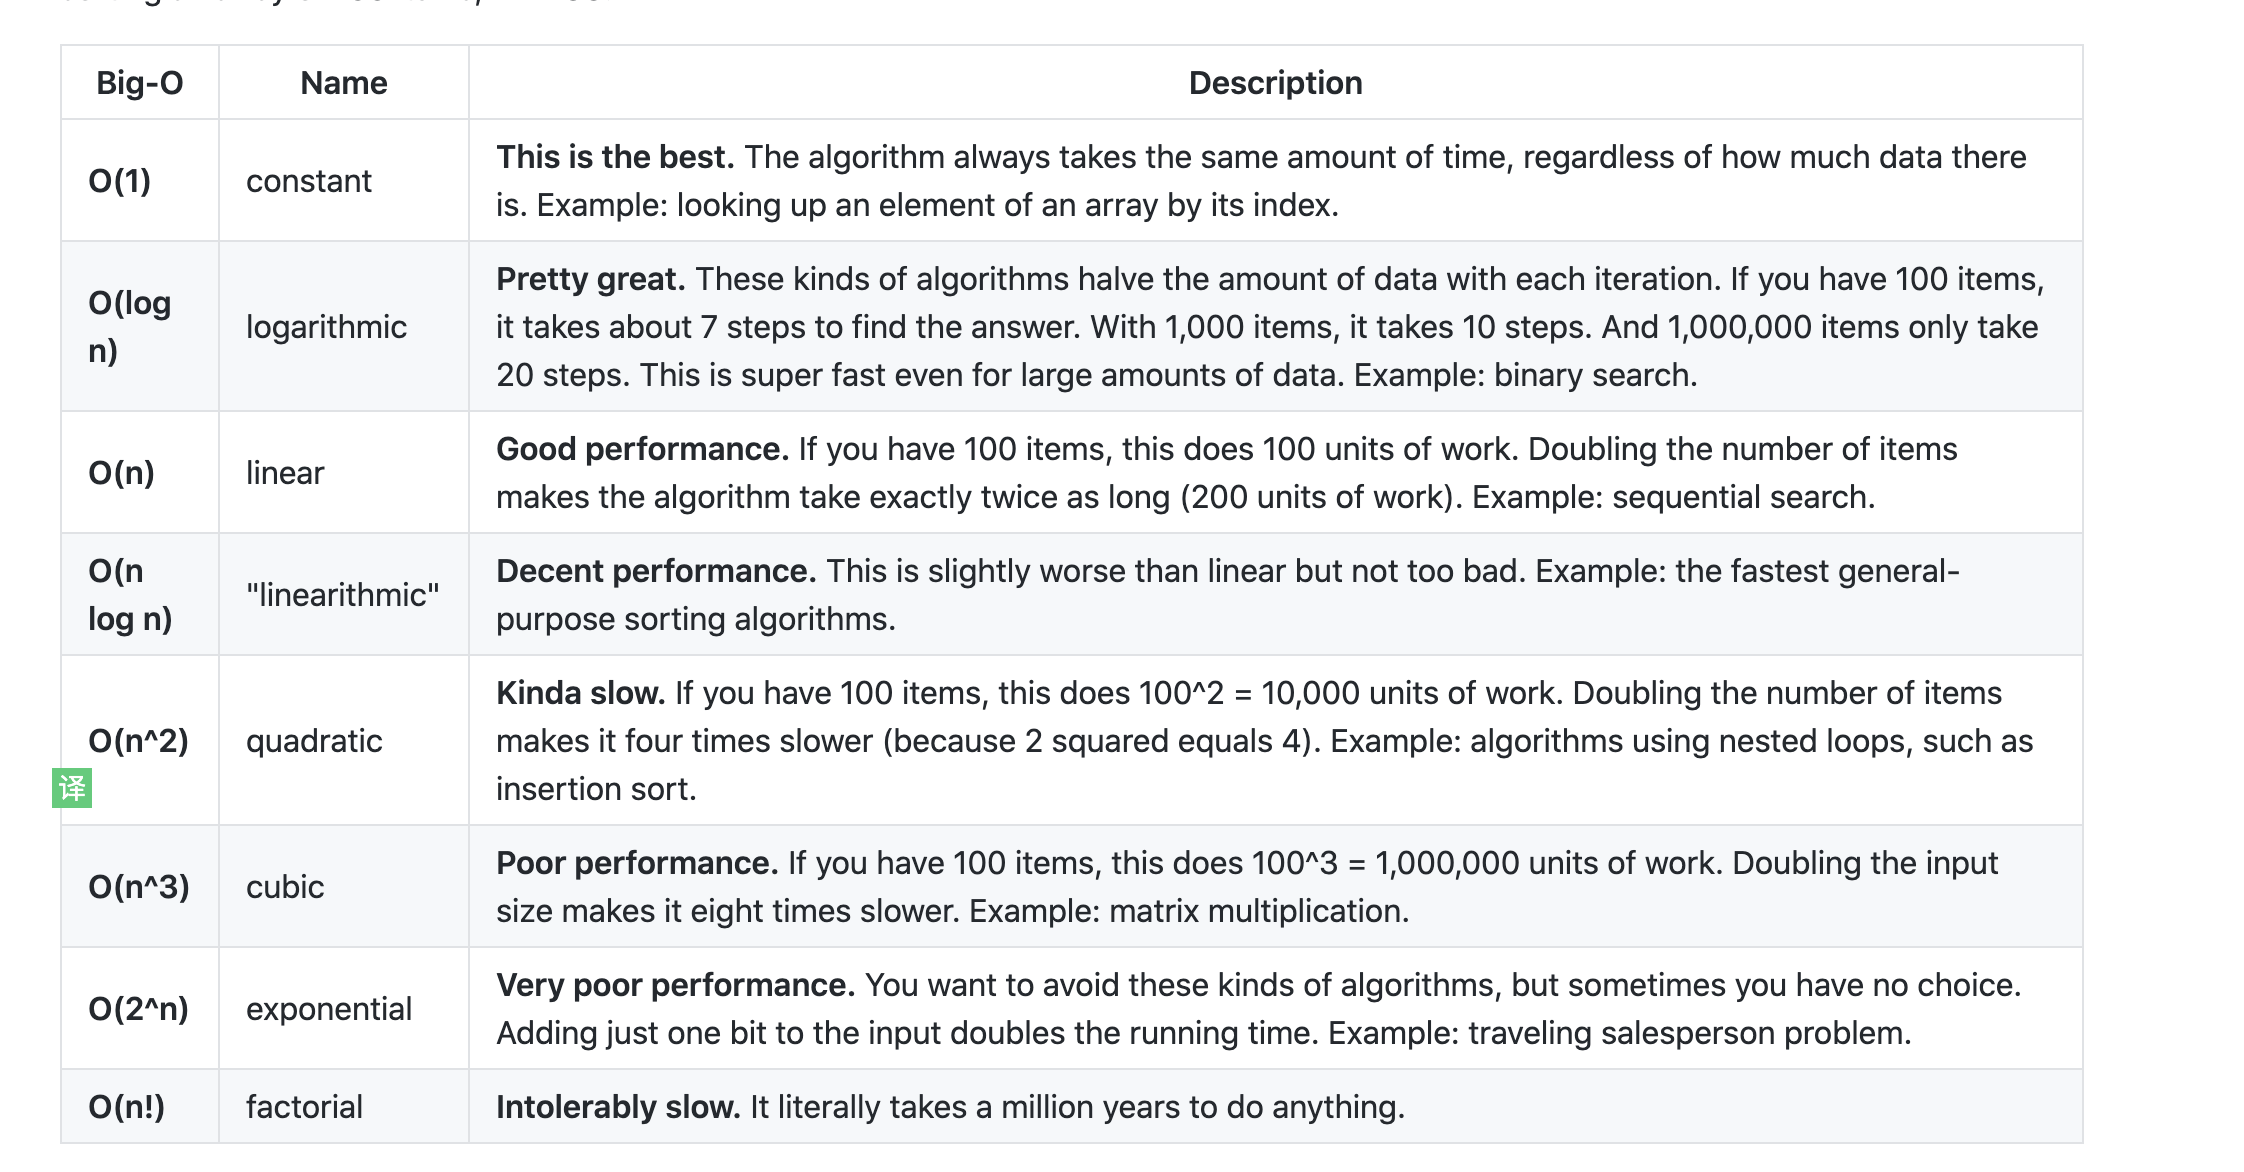 Big-O Name Description
O(1) constant This is the best. The algorithm always takes the same amount of time, regardless of how much data there
is. Example: looking up an element of an array by its index.
O(log
n)
logarithmic
Pretty great. These kinds of algorithms halve the amount of data with each iteration. If you have 100 items,
it takes about 7 steps to find the answer. With 1,000 items, it takes 10 steps. And 1,000,000 items only take
20 steps. This is super fast even for large amounts of data. Example: binary search.
O(n) linear Good performance. If you have 100 items, this does 100 units of work. Doubling the number of items
makes the algorithm take exactly twice as long (200 units of work). Example: sequential search.
O(n
log n)
"linearithmic"
Decent performance. This is slightly worse than linear but not too bad. Example: the fastest general-
purpose sorting algorithms.
O(n^2) quadratic
Kinda slow. If you have 100 items, this does 100^2 = 10,000 units of work. Doubling the number of items
makes it four times slower (because 2 squared equals 4). Example: algorithms using nested loops, such as
insertion sort.
译
O(n^3) cubic Poor performance. If you have 100 items, this does 100^3 = 1,000,000 units of work. Doubling the input
size makes it eight times slower. Example: matrix multiplication.
O(2^n) exponential Very poor performance. You want to avoid these kinds of algorithms, but sometimes you have no choice.
Adding just one bit to the input doubles the running time. Example: traveling salesperson problem.
O(n!) factorial Intolerably slow. It literally takes a million years to do anything.